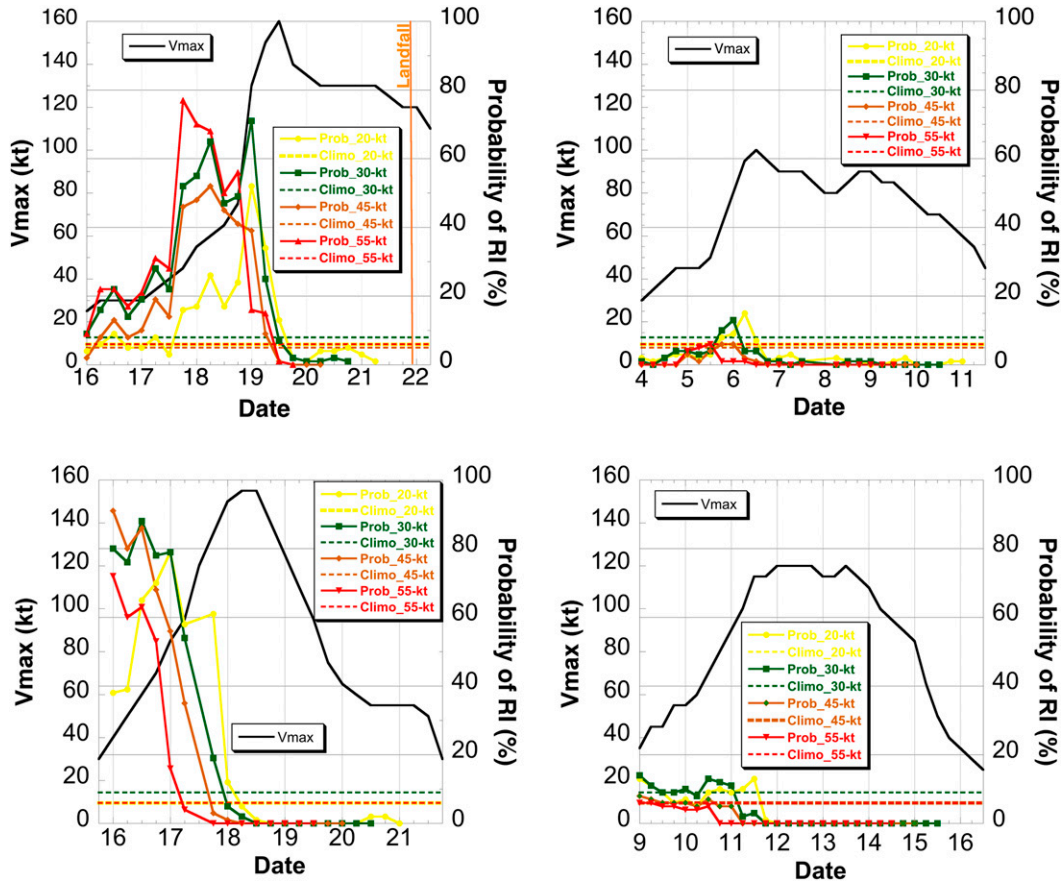 160
140
120
100
80
60
40
20
0
Vmax (kt)
Vmax
Landfall
Prob_20-kt
Climo_20-kt
Prob_30-kt
Climo_30-kt
Prob_45-kt
Climo_45-kt
Prob_55-kt
Climo_55-kt
100
80
60
40
20
0
Probability of RI (%)
16 17 18 19 20 21 22
Date
160
140
120
100
80
60
40
20
0
Vmax (kt)
Vmax
Prob_20-kt
Climo_20-kt
Prob_30-kt
Climo_30-kt
Prob_45-kt
Climo_45-kt
Prob_55-kt
Climo_55-kt
100
80
60
40
20
0
Probability of RI (%)
4 5 6 7 8 9 10 11
Date
160
140
120
100
80
60
40
20
0
Vmax (kt)
Prob_20-kt
Climo_20-kt
Prob_30-kt
Climo_30-kt
Prob_45-kt
Climo_45-kt
Prob_55-kt
Climo_55-kt
Vmax
100
80
60
40
20
0
Probability of RI (%)
16 17 18 19 20 21
Date
160
140
120
100
80
60
40
20
0
Vmax (kt)
Vmax
Prob_20-kt
Climo_20-kt
Prob_30-kt
Climo_30-kt
Prob_45-kt
Climo_45-kt
Prob_55-kt
Climo_55-kt
100
80
60
40
20
0
Probability of RI (%)
9 10 11 12 13 14 15 16
Date